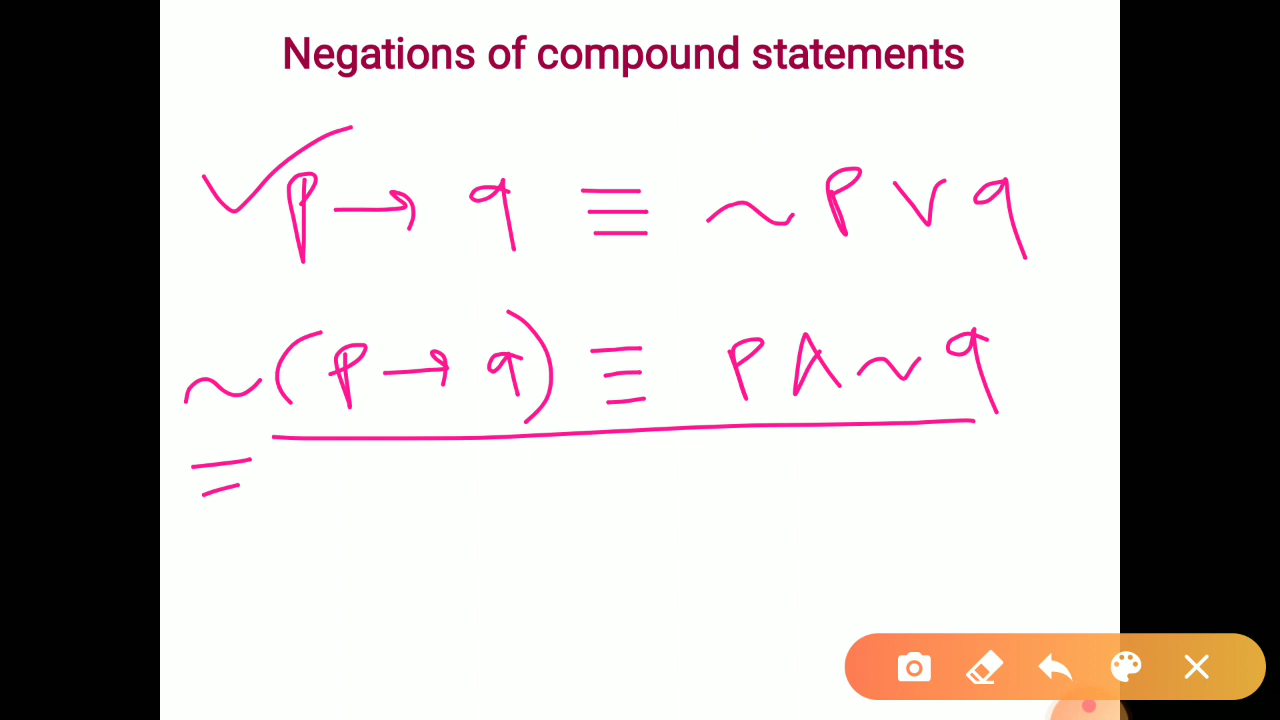 Negations of compound statements
✓ p → q ≡ ~ p ∨ q
~ (p → q) ≡ p ∧ ~ q
=